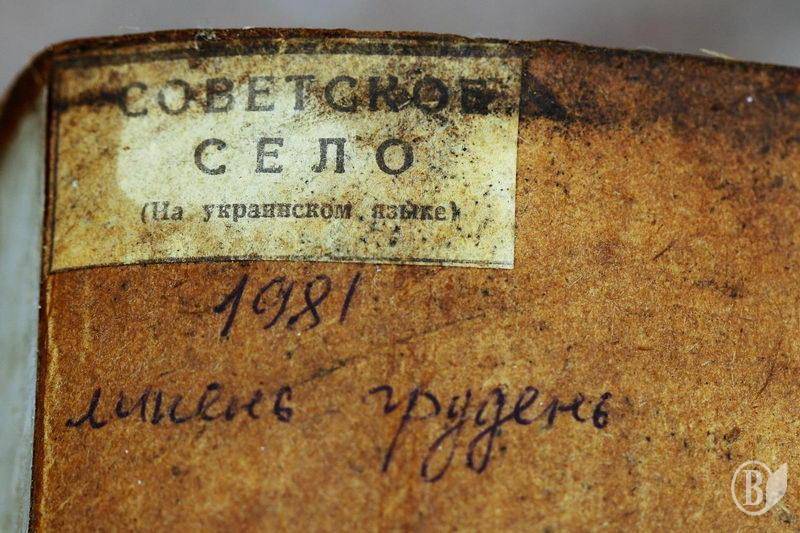 СОВЕТСКОЕ
СЕЛО
(На украинском языке)
1981
липень грудень
В